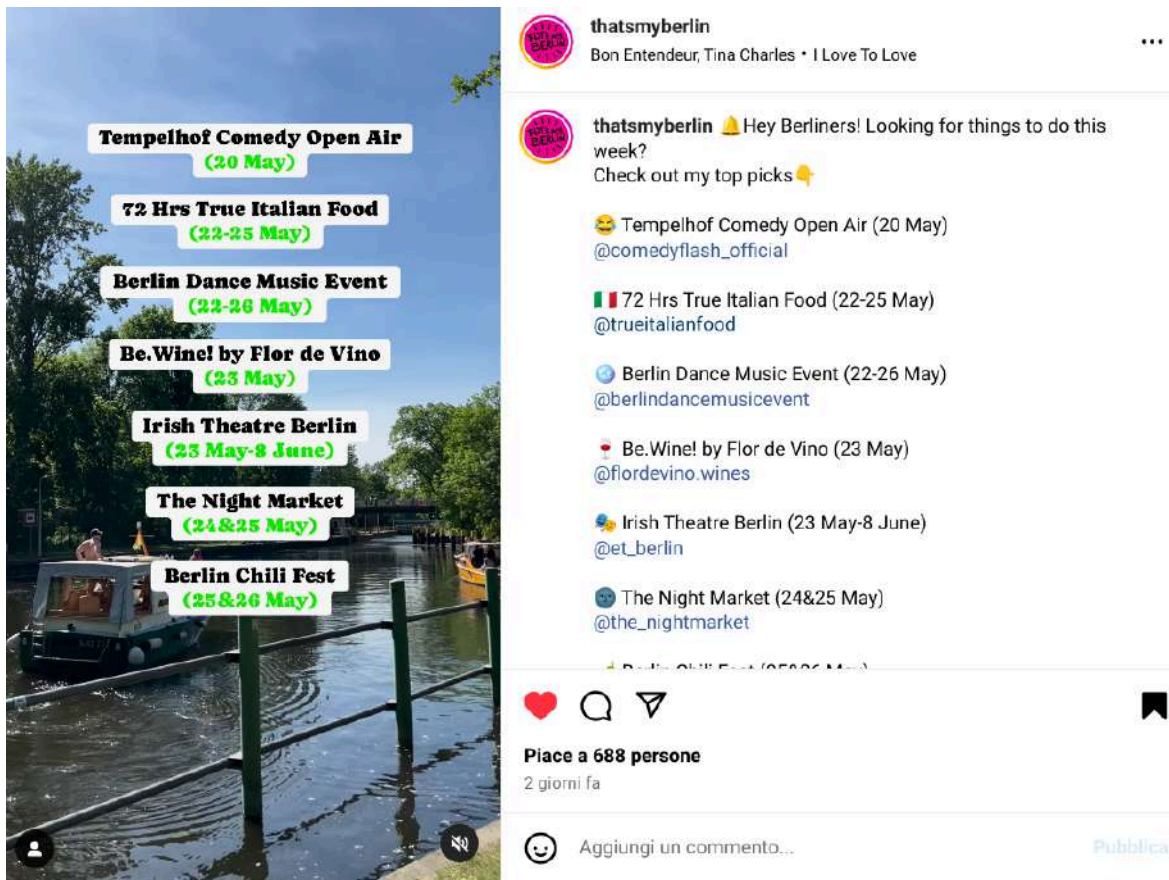 Tempelhof Comedy Open Air
(20 May)
72 Hrs True Italian Food
(22-25 May)
Berlin Dance Music Event
(22-26 May)
Be.Wine! by Flor de Vino
(23 May)
Irish Theatre Berlin
(23 May-8 June)
The Night Market
(24&25 May)
Berlin Chili Fest
(25&26 May)
thatsmyberlin
Bon Entendeur, Tina Charles • I Love To Love
thatsmyberlin 🔔Hey Berliners! Looking for things to do this
week?
Check out my top picks👇
😂 Tempelhof Comedy Open Air (20 May)
@comedyflash_official
🇮🇹 72 Hrs True Italian Food (22-25 May)
@trueitalianfood
🪩 Berlin Dance Music Event (22-26 May)
@berlindancemusicevent
🍷 Be.Wine! by Flor de Vino (23 May)
@flordevino.wines
🎭 Irish Theatre Berlin (23 May-8 June)
@et_berlin
🌚 The Night Market (24&25 May)
@the_nightmarket
Berlin Chili Fest (25&26 May)
Piace a 688 persone
2 giorni fa
Aggiungi un commento...
Pubblica